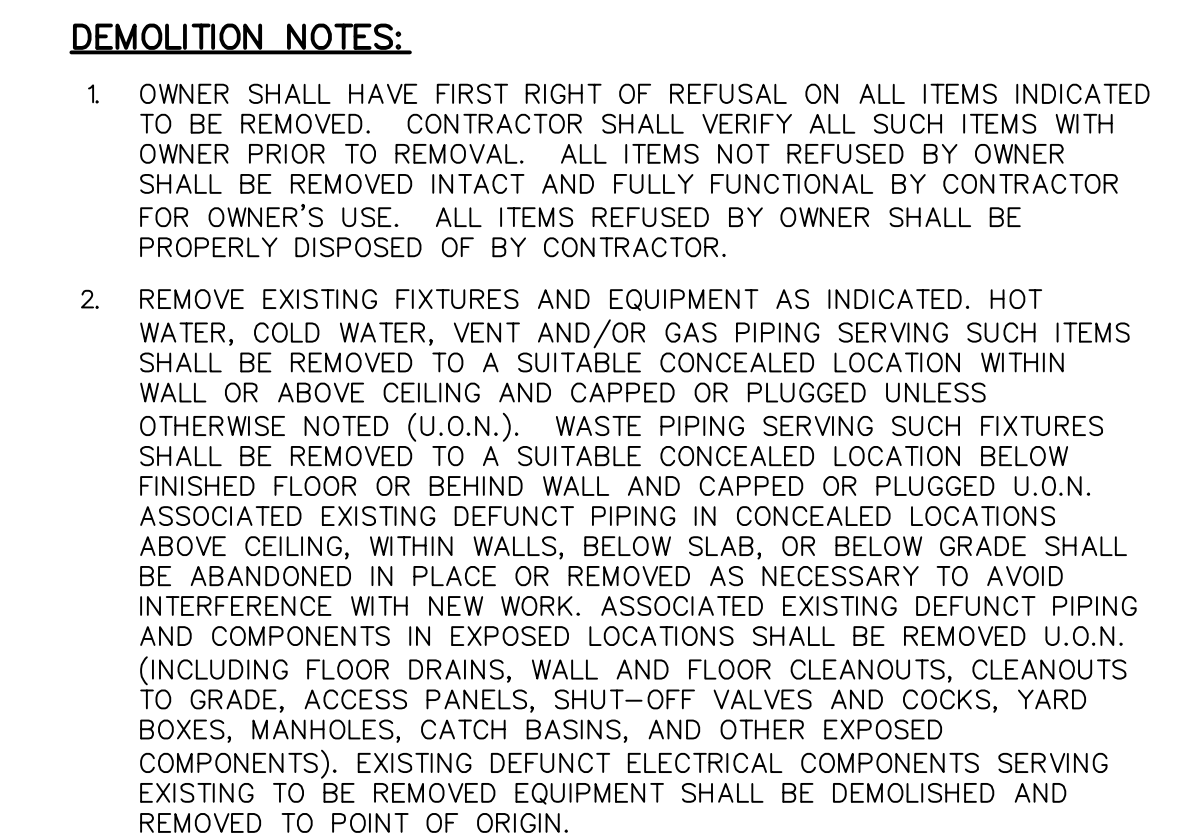 DEMOLITION NOTES:
1. OWNER SHALL HAVE FIRST RIGHT OF REFUSAL ON ALL ITEMS INDICATED
TO BE REMOVED. CONTRACTOR SHALL VERIFY ALL SUCH ITEMS WITH
OWNER PRIOR TO REMOVAL. ALL ITEMS NOT REFUSED BY OWNER
SHALL BE REMOVED INTACT AND FULLY FUNCTIONAL BY CONTRACTOR
FOR OWNER'S USE. ALL ITEMS REFUSED BY OWNER SHALL BE
PROPERLY DISPOSED OF BY CONTRACTOR.
2. REMOVE EXISTING FIXTURES AND EQUIPMENT AS INDICATED. HOT
WATER, COLD WATER, VENT AND/OR GAS PIPING SERVING SUCH ITEMS
SHALL BE REMOVED TO A SUITABLE CONCEALED LOCATION WITHIN
WALL OR ABOVE CEILING AND CAPPED OR PLUGGED UNLESS
OTHERWISE NOTED (U.O.N.). WASTE PIPING SERVING SUCH FIXTURES
SHALL BE REMOVED TO A SUITABLE CONCEALED LOCATION BELOW
FINISHED FLOOR OR BEHIND WALL AND CAPPED OR PLUGGED U.O.N.
ASSOCIATED EXISTING DEFUNCT PIPING IN CONCEALED LOCATIONS
ABOVE CEILING, WITHIN WALLS, BELOW SLAB, OR BELOW GRADE SHALL
BE ABANDONED IN PLACE OR REMOVED AS NECESSARY TO AVOID
INTERFERENCE WITH NEW WORK. ASSOCIATED EXISTING DEFUNCT PIPING
AND COMPONENTS IN EXPOSED LOCATIONS SHALL BE REMOVED U.O.N.
(INCLUDING FLOOR DRAINS, WALL AND FLOOR CLEANOUTS, CLEANOUTS
TO GRADE, ACCESS PANELS, SHUT-OFF VALVES AND COCKS, YARD
BOXES, MANHOLES, CATCH BASINS, AND OTHER EXPOSED
COMPONENTS). EXISTING DEFUNCT ELECTRICAL COMPONENTS SERVING
EXISTING TO BE REMOVED EQUIPMENT SHALL BE DEMOLISHED AND
REMOVED TO POINT OF ORIGIN.